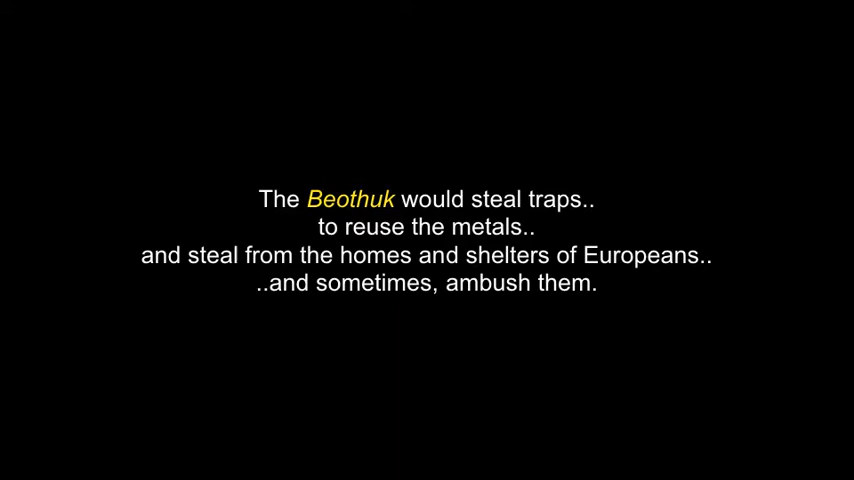 The Beothuk would steal traps..
to reuse the metals..
and steal from the homes and shelters of Europeans..
..and sometimes, ambush them.